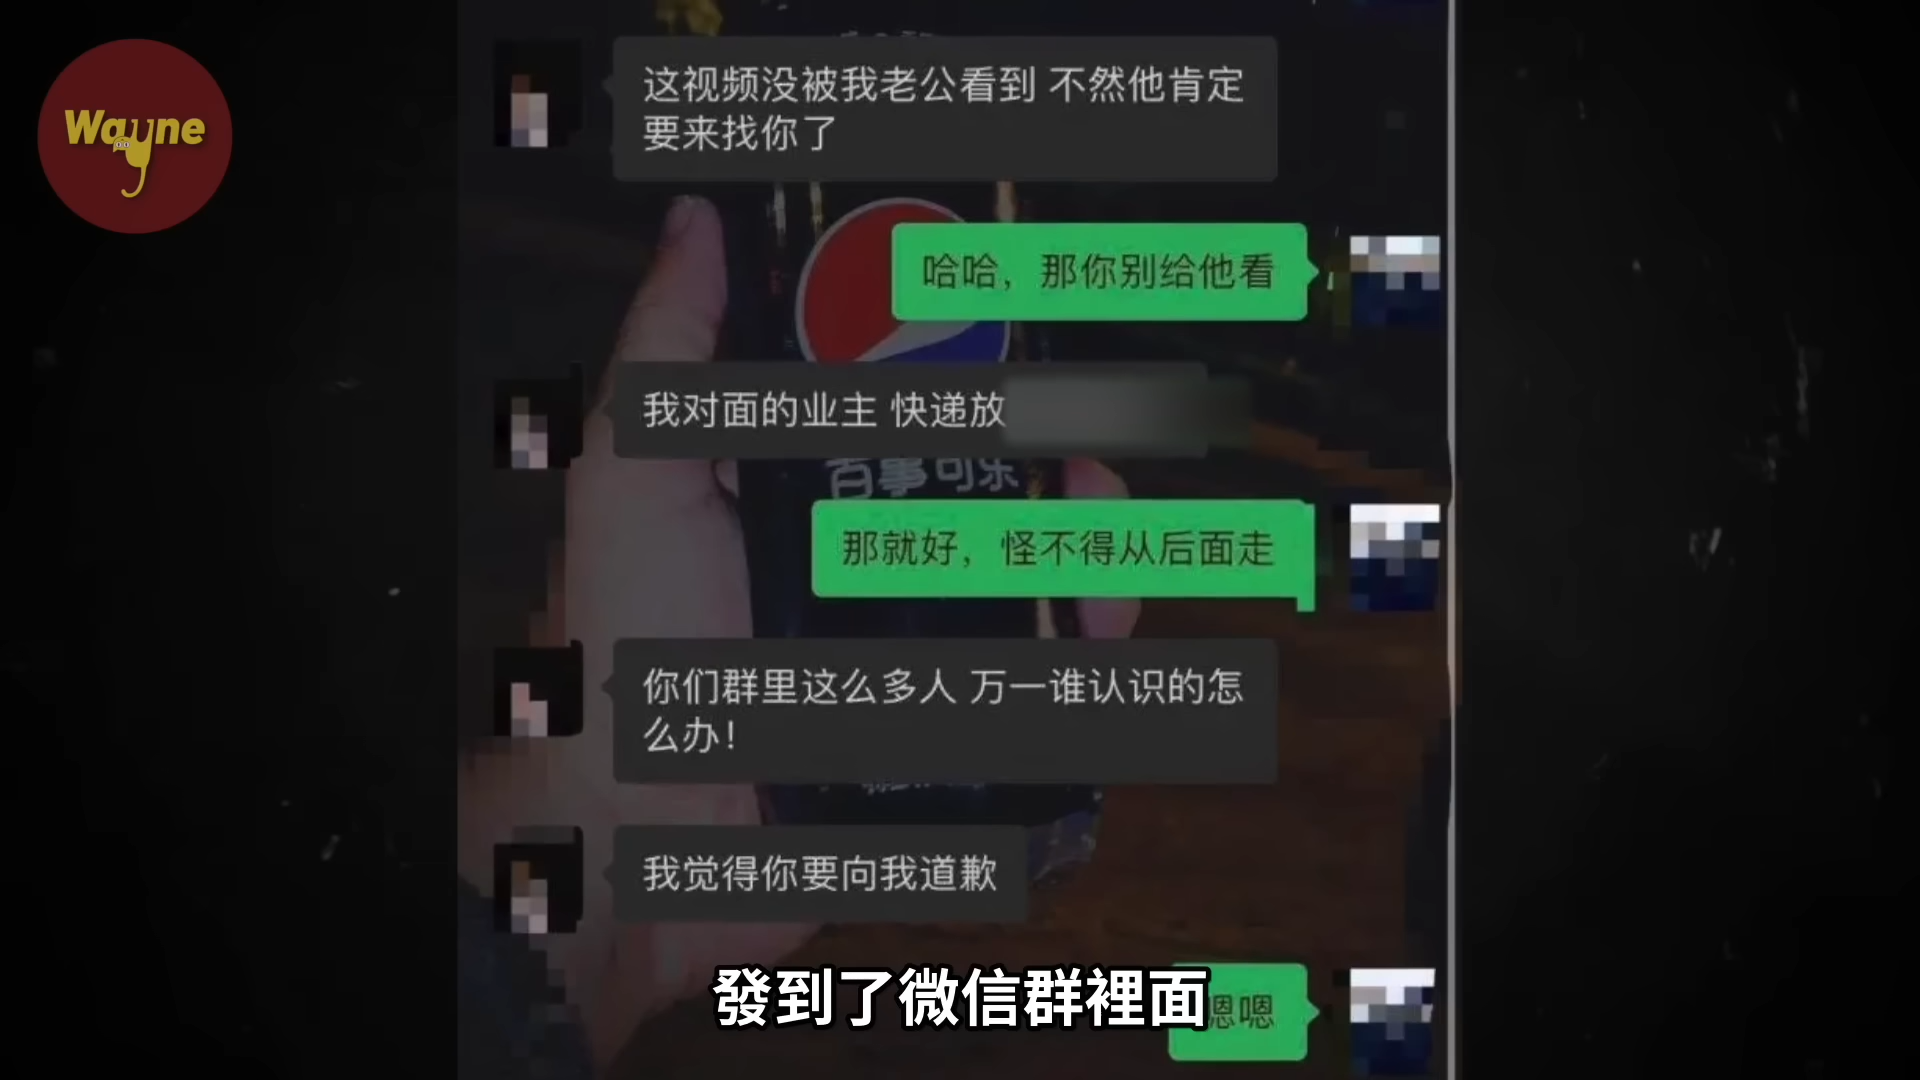 Wayne
这视频没被我老公看到 不然他肯定
要来找你了
哈哈，那你别给他看
我对面的业主 快递放
百事可乐
那就好，怪不得从后面走
你们群里这么多人 万一谁认识的怎
么办！
我觉得你要向我道歉
嗯嗯
發到了微信群裡面